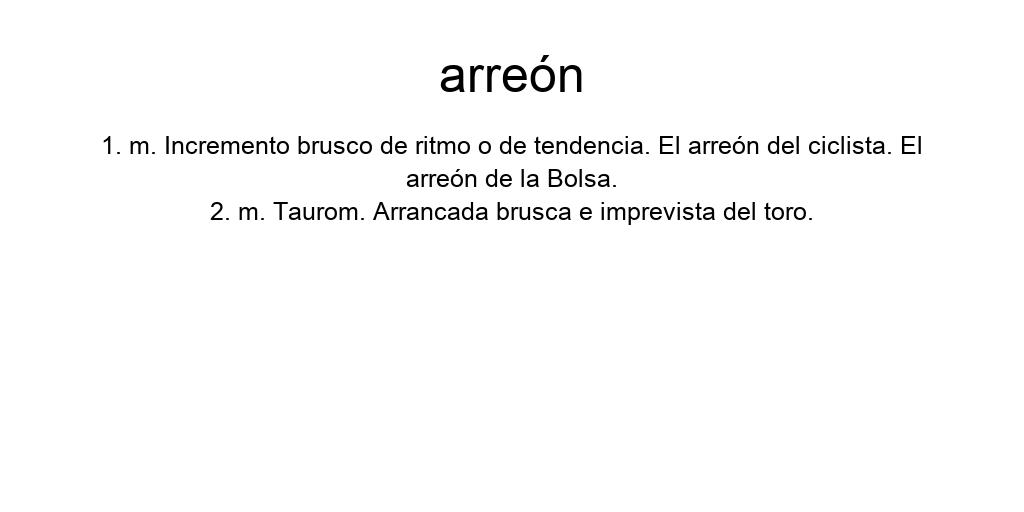 arreón
1. m. Incremento brusco de ritmo o de tendencia. El arreón del ciclista. El
arreón de la Bolsa.
2. m. Taurom. Arrancada brusca e imprevista del toro.